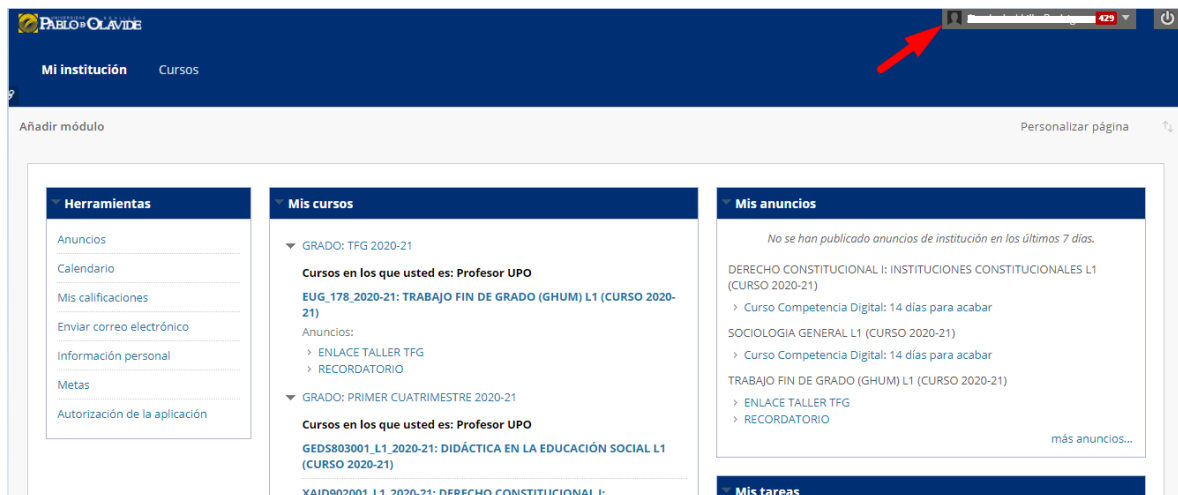 UNIVERSIDAD
SEVILLA
PABLO DE OLAVIDE
429
Mi institución
Cursos
Añadir módulo
Personalizar página
Herramientas
Anuncios
Calendario
Mis calificaciones
Enviar correo electrónico
Información personal
Metas
Autorización de la aplicación
Mis cursos
GRADO: TFG 2020-21
Cursos en los que usted es: Profesor UPO
EUG_178_2020-21: TRABAJO FIN DE GRADO (GHUM) L1 (CURSO 2020-
21)
Anuncios:
ENLACE TALLER TFG
RECORDATORIO
GRADO: PRIMER CUATRIMESTRE 2020-21
Cursos en los que usted es: Profesor UPO
GEDS803001_L1_2020-21: DIDÁCTICA EN LA EDUCACIÓN SOCIAL L1
(CURSO 2020-21)
XAID902001_L1_2020-21: DERECHO CONSTITUCIONAL I:
Mis anuncios
No se han publicado anuncios de institución en los últimos 7 días.
DERECHO CONSTITUCIONAL I: INSTITUCIONES CONSTITUCIONALES L1
(CURSO 2020-21)
Curso Competencia Digital: 14 días para acabar
SOCIOLOGIA GENERAL L1 (CURSO 2020-21)
Curso Competencia Digital: 14 días para acabar
TRABAJO FIN DE GRADO (GHUM) L1 (CURSO 2020-21)
ENLACE TALLER TFG
RECORDATORIO
más anuncios...
Mis tareas